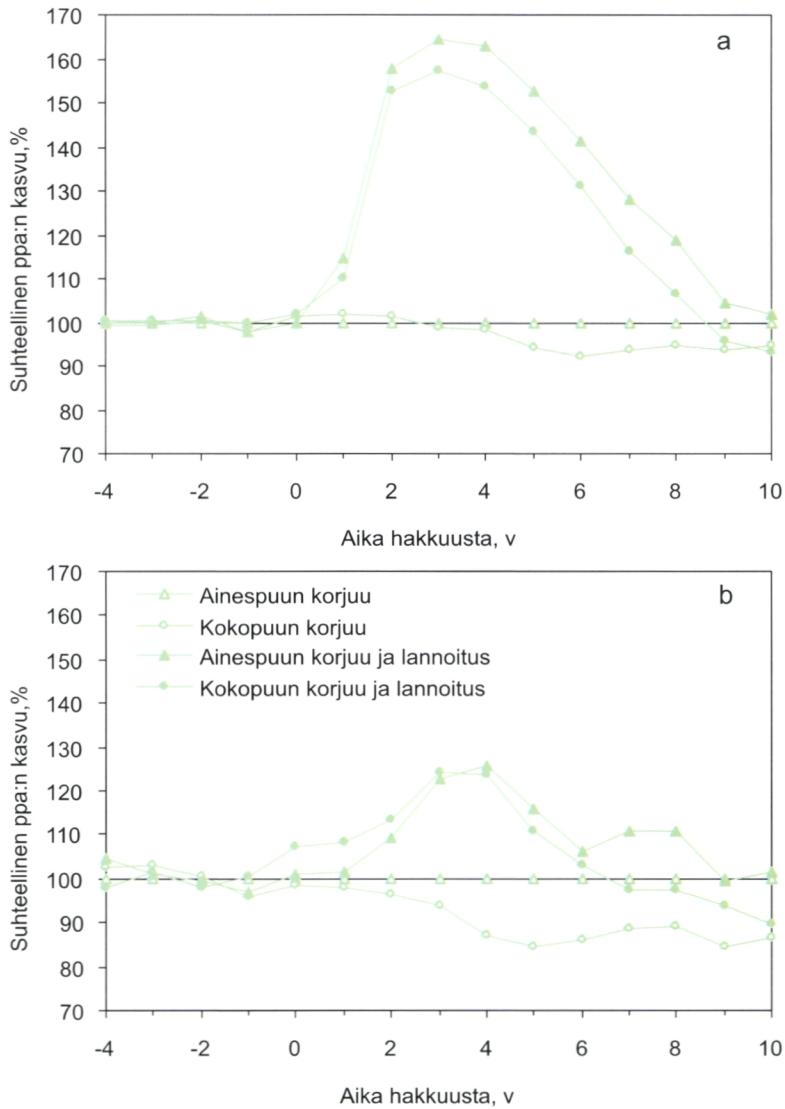 a
Suhteellinen ppa:n kasvu,%
170
160
150
140
130
120
110
100
90
80
70
-4 -2 0 2 4 6 8 10
Aika hakkuusta, v
b
Suhteellinen ppa:n kasvu,%
170
160
150
140
130
120
110
100
90
80
70
Ainespuun korjuu
Kokopuun korjuu
Ainespuun korjuu ja lannoitus
Kokopuun korjuu ja lannoitus
-4 -2 0 2 4 6 8 10
Aika hakkuusta, v